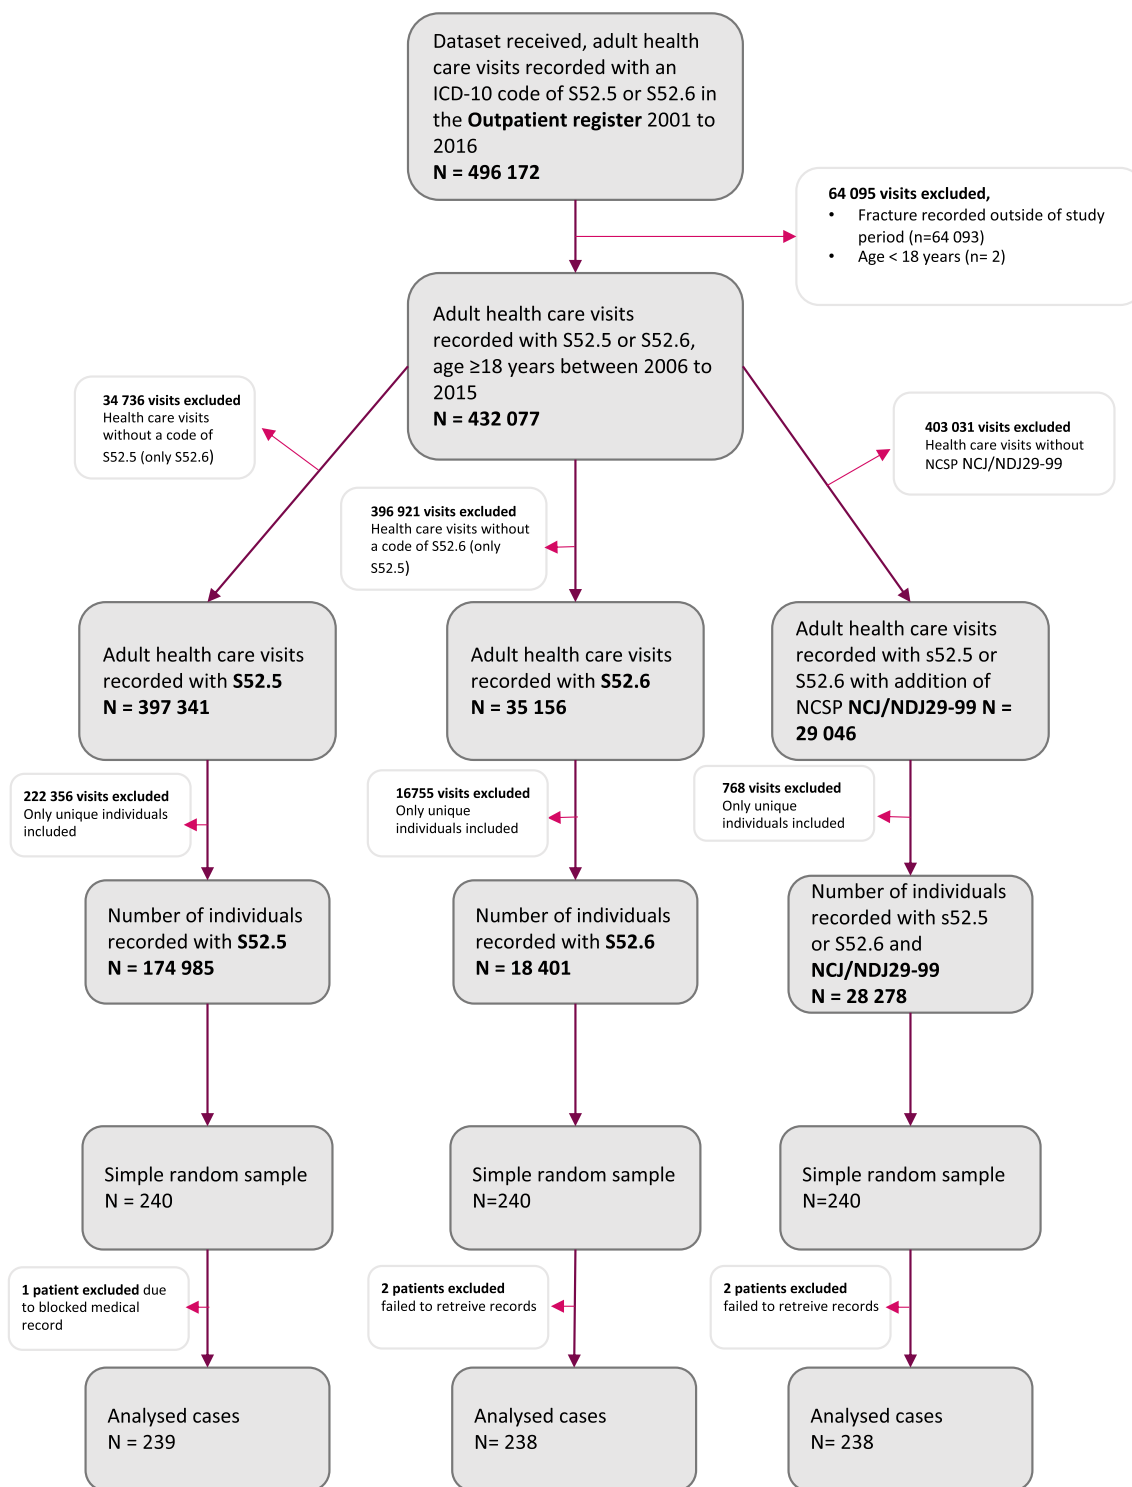 Dataset received, adult health
care visits recorded with an
ICD-10 code of S52.5 or S52.6 in
the Outpatient register 2001 to
2016
N = 496 172
64 095 visits excluded,
• Fracture recorded outside of study
period (n=64 093)
• Age < 18 years (n= 2)
Adult health care visits
recorded with S52.5 or S52.6,
age ≥18 years between 2006 to
2015
N = 432 077
34 736 visits excluded
Health care visits
without a code of
S52.5 (only S52.6)
396 921 visits excluded
Health care visits without
a code of S52.6 (only
S52.5)
403 031 visits excluded
Health care visits without
NCSP NCJ/NDJ29-99
Adult health care visits
recorded with S52.5
N = 397 341
Adult health care visits
recorded with S52.6
N = 35 156
Adult health care visits
recorded with s52.5 or
S52.6 with addition of
NCSP NCJ/NDJ29-99 N =
29 046
222 356 visits excluded
Only unique individuals
included
16755 visits excluded
Only unique
individuals included
768 visits excluded
Only unique
individuals included
Number of individuals
recorded with S52.5
N = 174 985
Number of individuals
recorded with S52.6
N = 18 401
Number of individuals
recorded with s52.5
or S52.6 and
NCJ/NDJ29-99
N = 28 278
Simple random sample
N = 240
Simple random sample
N=240
Simple random sample
N=240
1 patient excluded due
to blocked medical
record
2 patients excluded
failed to retreive records
2 patients excluded
failed to retreive records
Analysed cases
N = 239
Analysed cases
N= 238
Analysed cases
N= 238